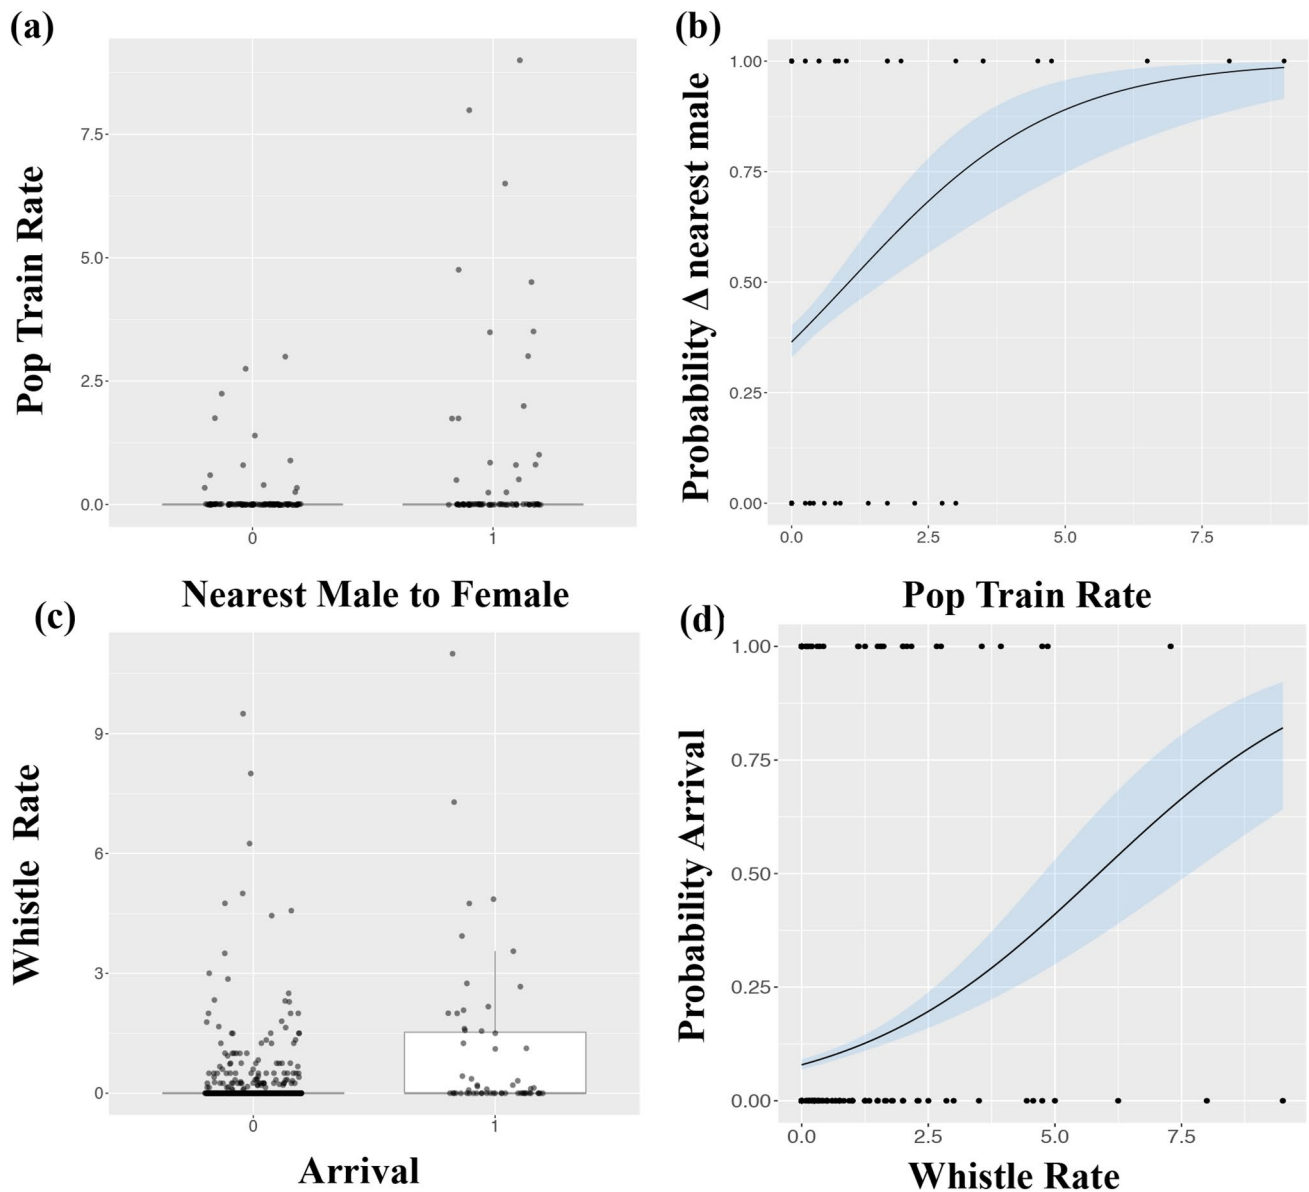 (a)
Pop Train Rate
7.5
5.0
2.5
0.0
0
1
Nearest Male to Female
(b)
Probability Δ nearest male
1.00
0.75
0.50
0.25
0.00
0.0
2.5
5.0
7.5
Pop Train Rate
(c)
Whistle Rate
9
6
3
0
0
1
Arrival
(d)
Probability Arrival
1.00
0.75
0.50
0.25
0.00
0.0
2.5
5.0
7.5
Whistle Rate